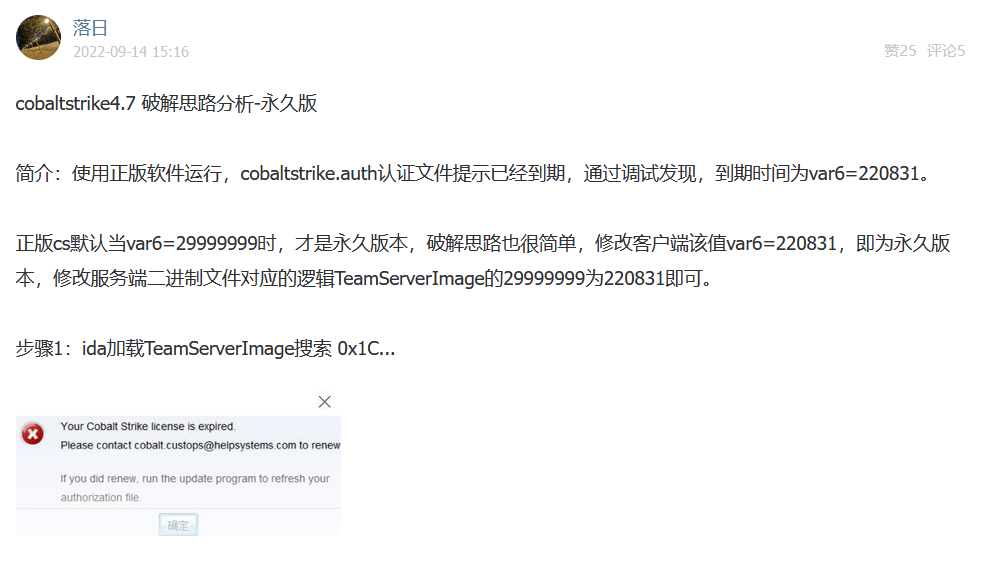 落日
2022-09-14 15:16
赞25 评论5
cobaltstrike4.7 破解思路分析-永久版
简介：使用正版软件运行，cobaltstrike.auth认证文件提示已经到期，通过调试发现，到期时间为var6=220831。
正版cs默认当var6=29999999时，才是永久版本，破解思路也很简单，修改客户端该值var6=220831，即为永久版
本，修改服务端二进制文件对应的逻辑TeamServerImage的29999999为220831即可。
步骤1：ida加载TeamServerImage搜索 0x1C...
Your Cobalt Strike license is expired.
Please contact cobalt.custops@helpsystems.com to renew
If you did renew, run the update program to refresh your
authorization file.
确定